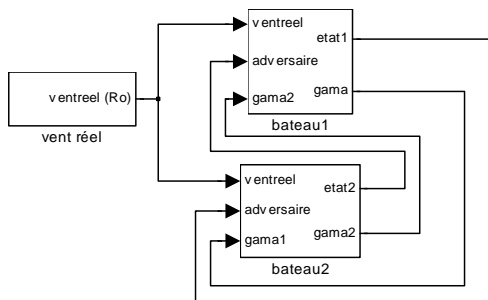 ventreel
etat1
adversaire
gama
gama2
bateau1
ventreel (Ro)
vent réel
ventreel
etat2
adversaire
gama2
gama1
bateau2